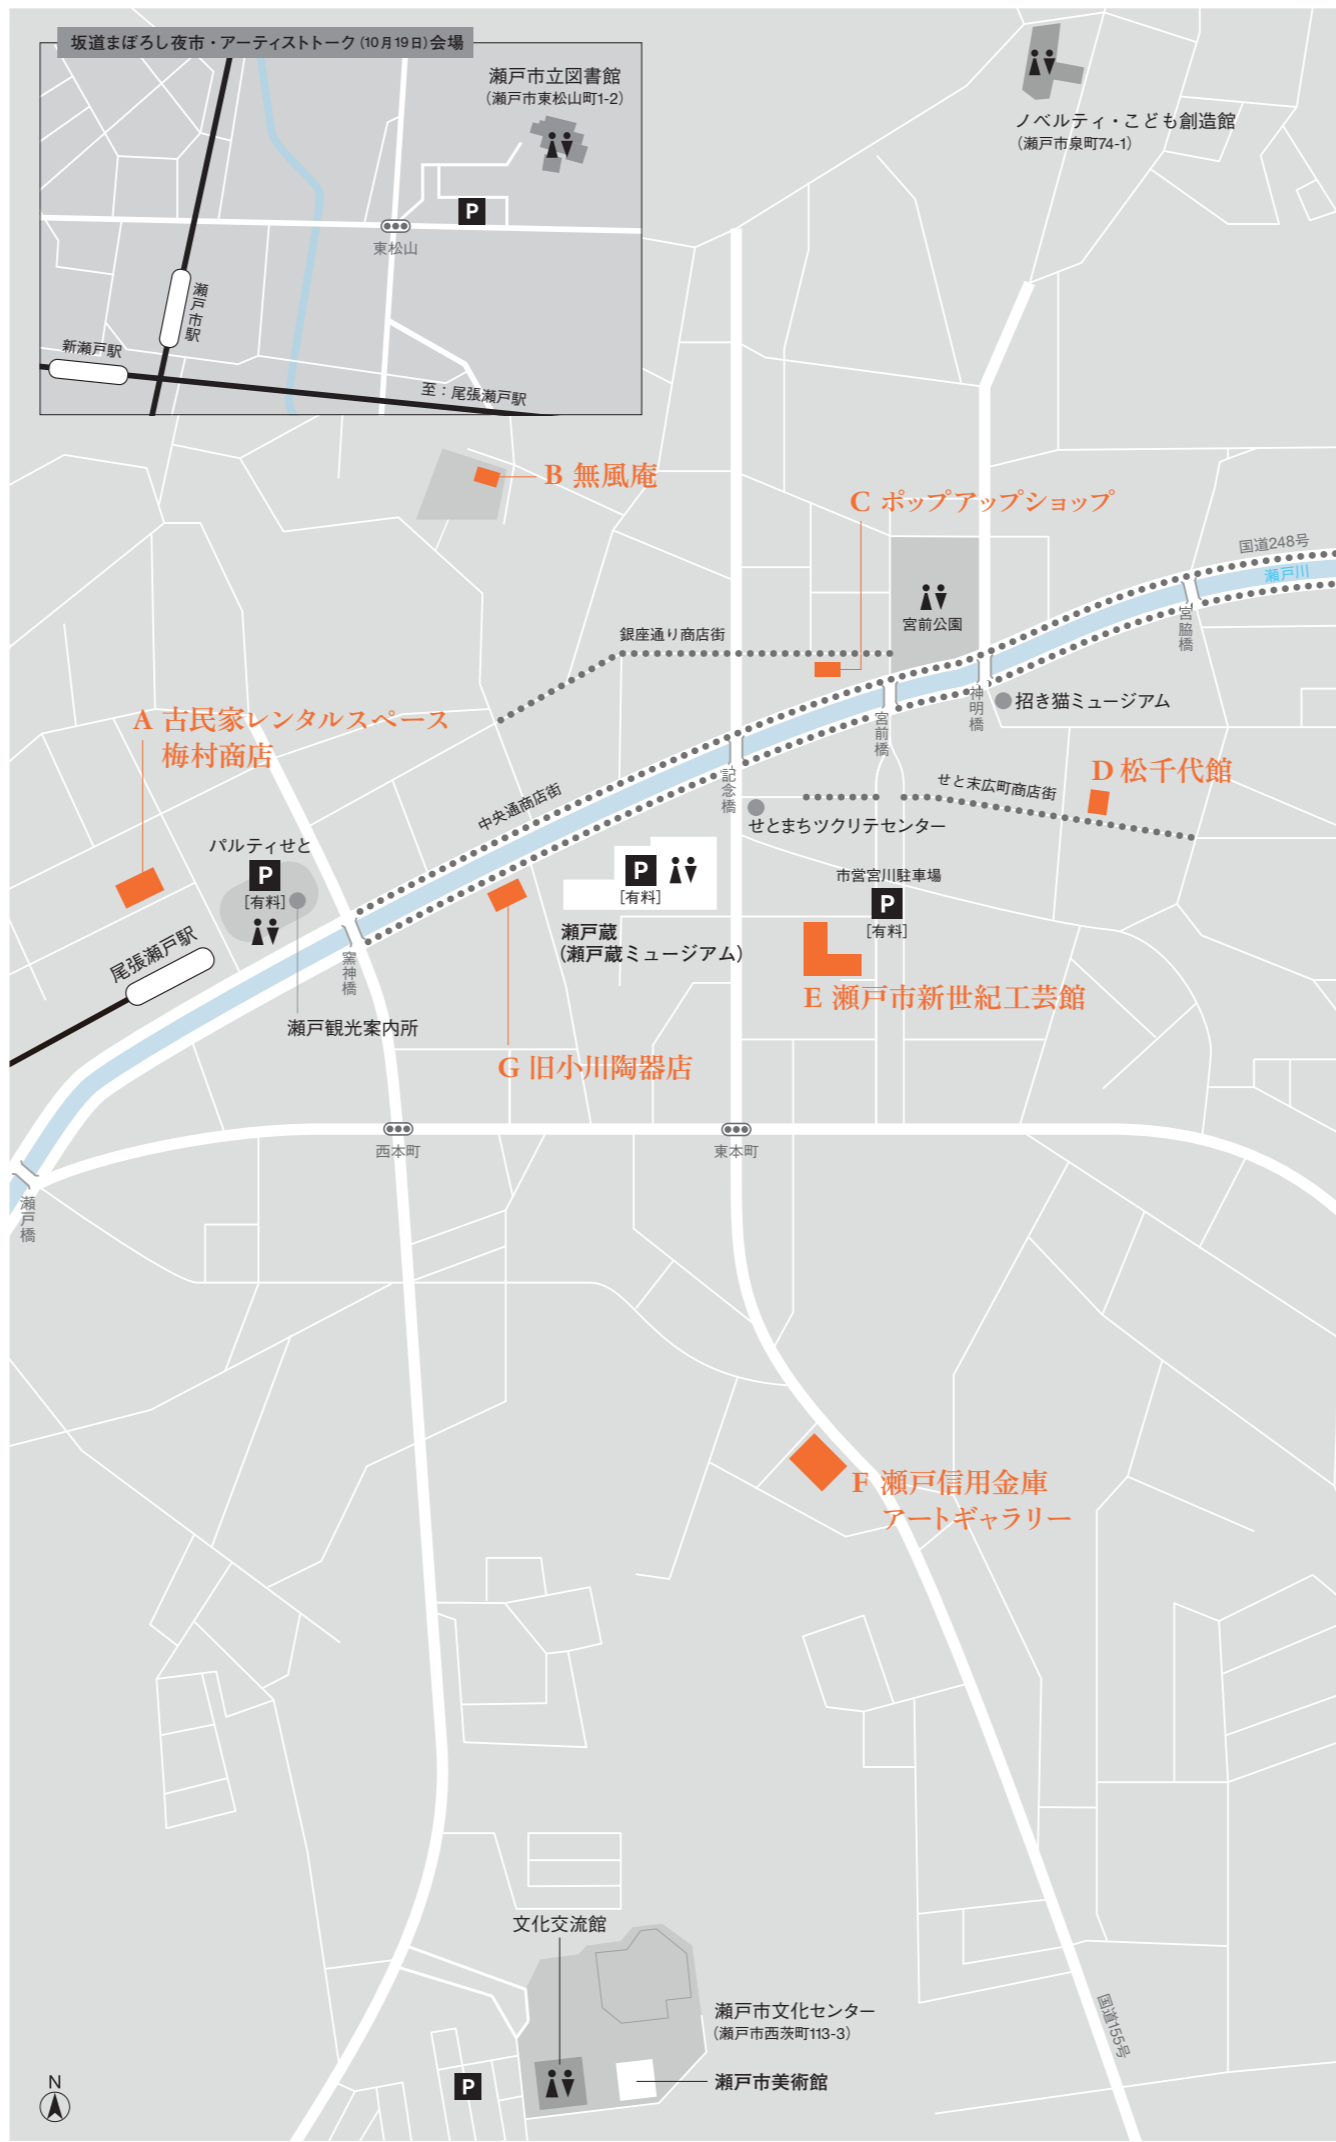 坂道まぼろし夜市・アーティストトーク(10月19日)会場
瀬戸市立図書館
(瀬戸市東松山町1-2)
P
東松山
瀬戸市駅
新瀬戸駅
至：尾張瀬戸駅
ノベルティ・こども創造館
(瀬戸市泉町74-1)
B 無風庵
C ポップアップショップ
国道248号
瀬戸川
宮前公園
宮脇橋
銀座通り商店街
神明橋
招き猫ミュージアム
宮前橋
A 古民家レンタルスペース
梅村商店
記念橋
D 松千代館
せと末広町商店街
中央通商店街
せとまちツクリテセンター
パルティせと
P
[有料]
P
[有料]
市営宮川駐車場
P
[有料]
瀬戸蔵
(瀬戸蔵ミュージアム)
尾張瀬戸駅
窯神橋
E 瀬戸市新世紀工芸館
瀬戸観光案内所
G 旧小川陶器店
西本町
東本町
瀬戸橋
F 瀬戸信用金庫
アートギャラリー
文化交流館
瀬戸市文化センター
(瀬戸市西茨町113-3)
国道155号
P
瀬戸市美術館
N